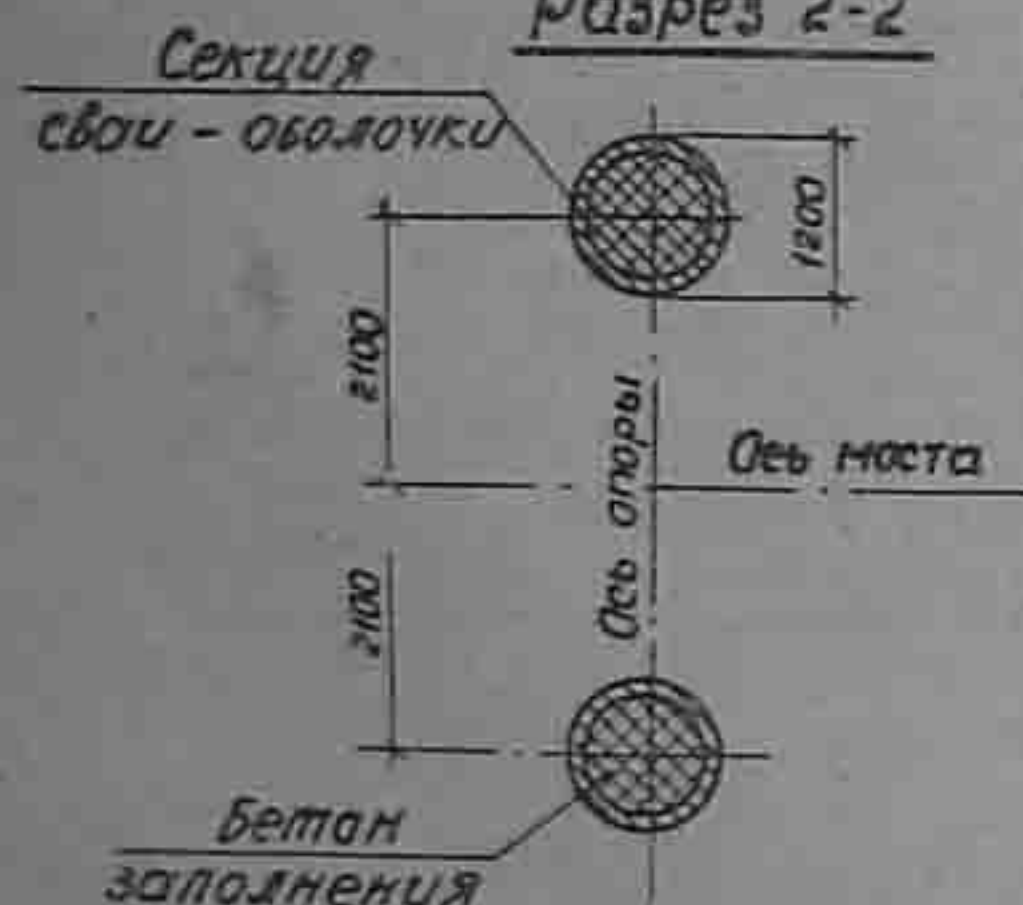 разрез 2-2
Секция
сваи - оболочки
1200
2100
Ось опоры
Ось моста
2100
Бетон
заполнения